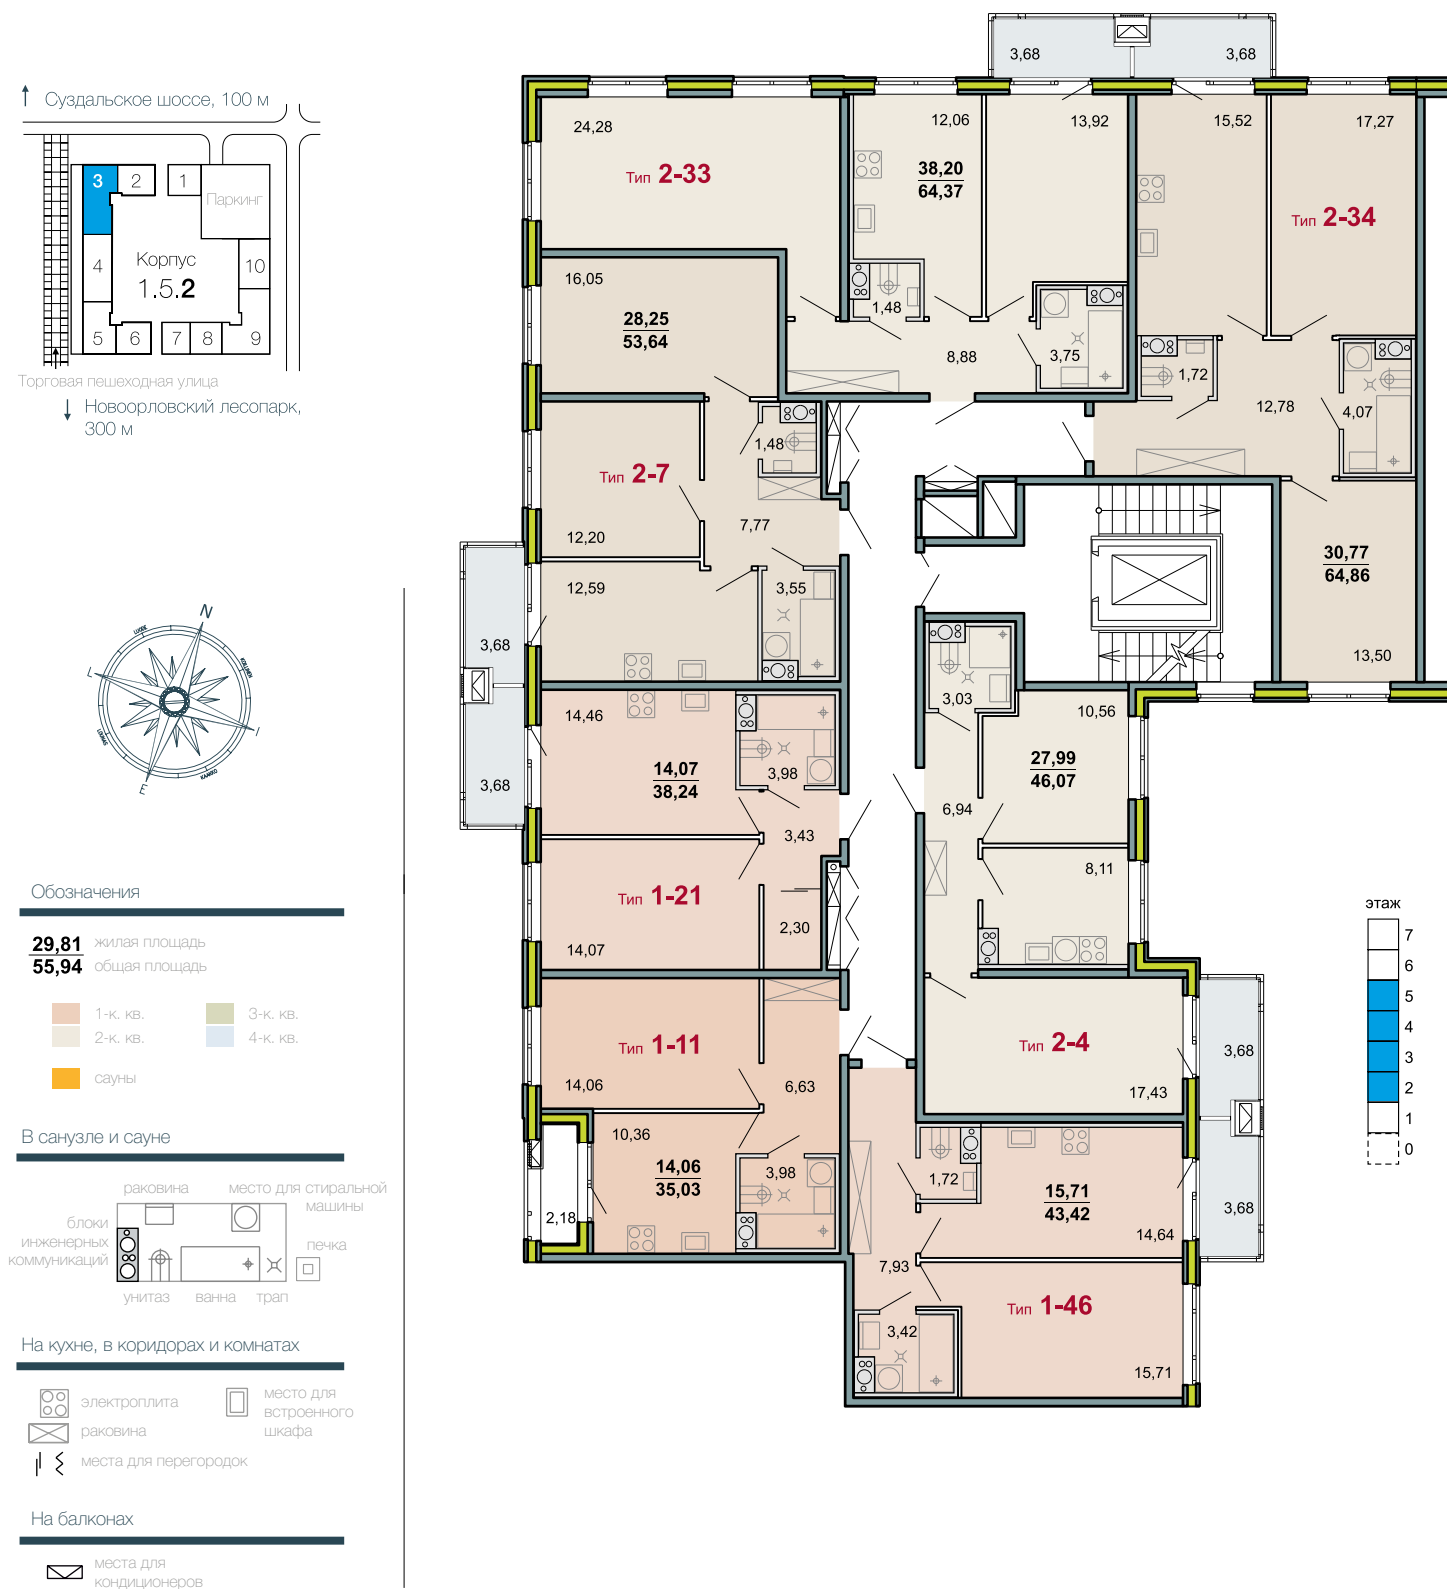 Суздальское шоссе, 100 м
3
2
1
Паркинг
4
Корпус
1.5.2
10
5
6
7
8
9
Торговая пешеходная улица
Новоорловский лесопарк,
300 м
N
L
I
E
Обозначения
29,81 жилая площадь
55,94 общая площадь
1-к. кв.
3-к. кв.
2-к. кв.
4-к. кв.
сауны
В санузле и сауне
раковина
место для стиральной
машины
блоки
инженерных
коммуникаций
печка
унитаз
ванна
трап
На кухне, в коридорах и комнатах
электроплита
место для
встроенного
шкафа
раковина
места для перегородок
На балконах
места для
кондиционеров
3,68
3,68
24,28
Тип 2-33
12,06
38,20
64,37
13,92
1,48
8,88
3,75
15,52
17,27
Тип 2-34
1,72
12,78
4,07
30,77
64,86
13,50
16,05
28,25
53,64
1,48
Тип 2-7
12,20
7,77
12,59
3,55
3,68
3,68
14,46
14,07
38,24
3,98
3,43
Тип 1-21
14,07
2,30
3,03
10,56
27,99
46,07
6,94
8,11
Тип 2-4
17,43
3,68
3,68
Тип 1-11
14,06
6,63
10,36
14,06
35,03
3,98
2,18
1,72
15,71
43,42
14,64
7,93
Тип 1-46
3,42
15,71
этаж
7
6
5
4
3
2
1
0